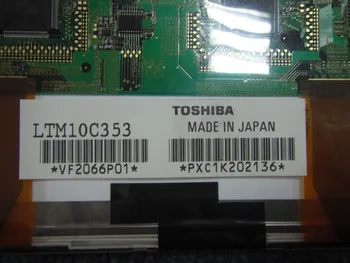 TOSHIBA
LTM10C353
MADE IN JAPAN
*VF2066P01*
*PXC1K202136*